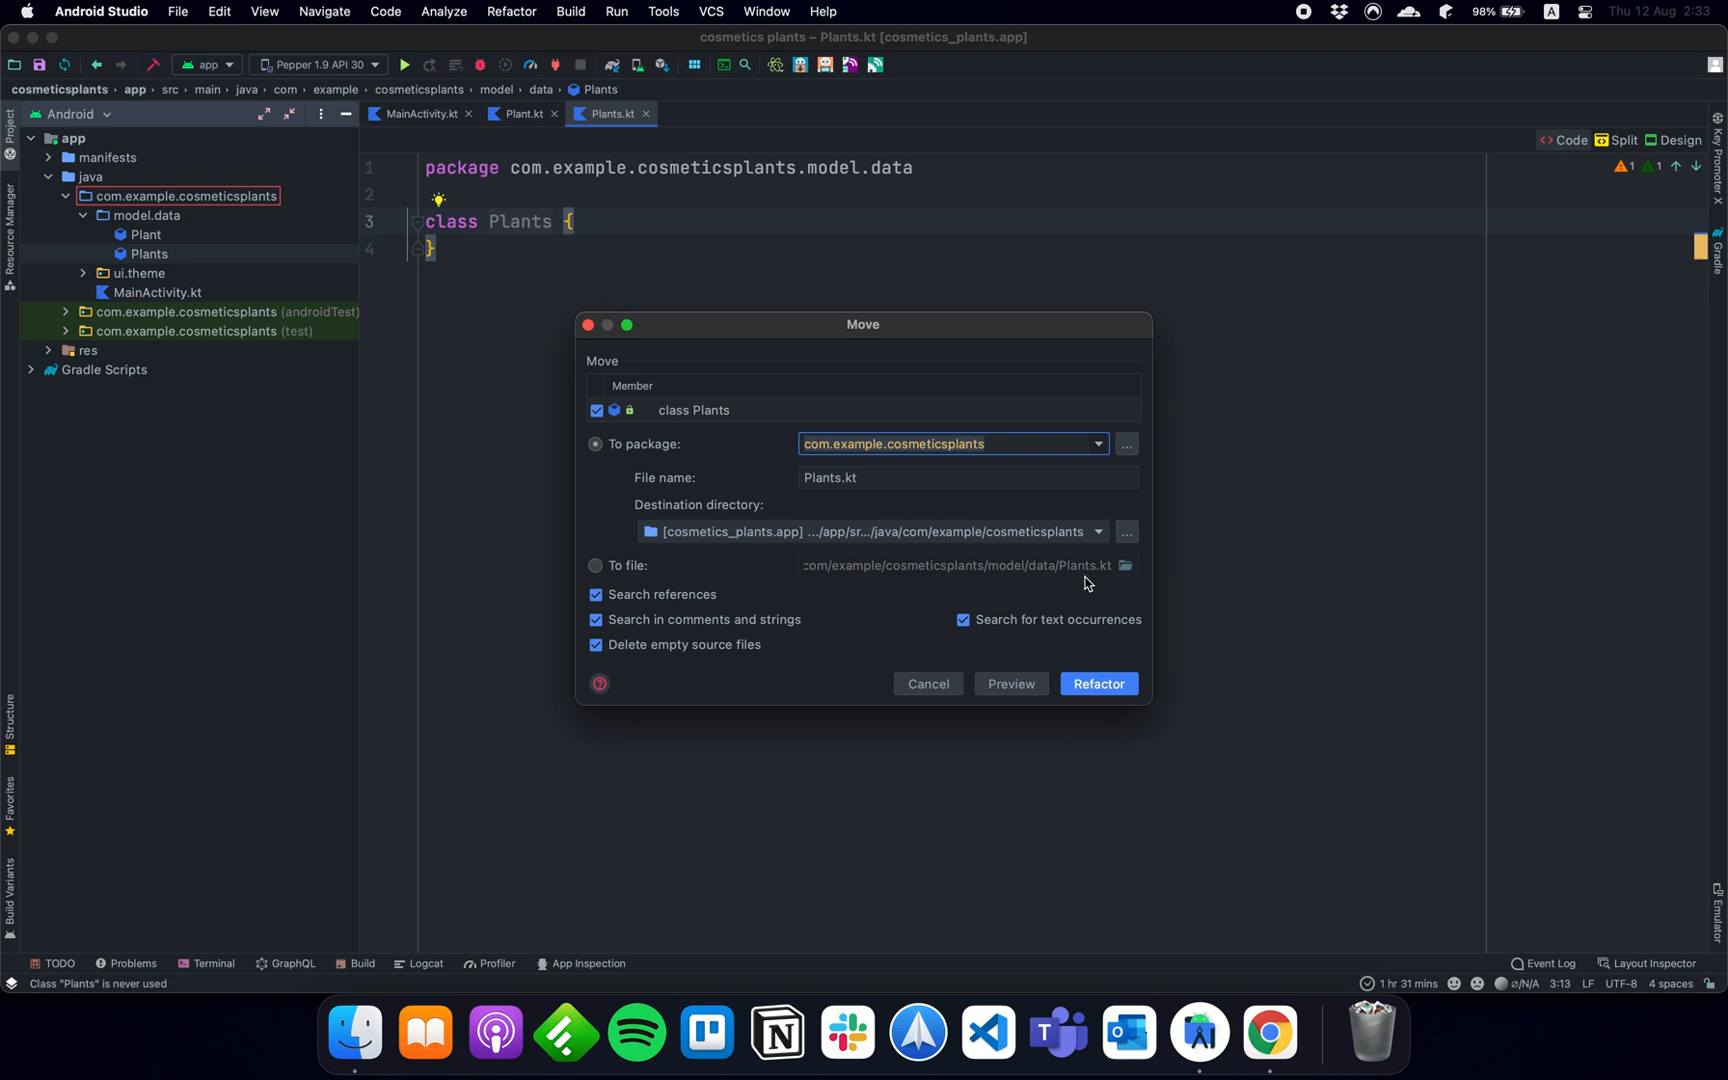 Android Studio File Edit View Navigate Code Analyze Refactor Build Run Tools VCS Window Help 98% A Thu 12 Aug 2:33
cosmetics plants – Plants.kt [cosmetics_plants.app]
app Pepper 1.9 API 30
cosmeticsplants › app › src › main › java › com › example › cosmeticsplants › model › data › Plants
Project
Resource Manager
Structure
Favorites
Build Variants
Android
app
manifests
java
com.example.cosmeticsplants
model.data
Plant
Plants
ui.theme
MainActivity.kt
com.example.cosmeticsplants (androidTest)
com.example.cosmeticsplants (test)
res
Gradle Scripts
MainActivity.kt Plant.kt Plants.kt
Code Split Design
1 1
1 package com.example.cosmeticsplants.model.data
2
3 class Plants {
4 }
Key Promoter X
Gradle
Emulator
Move
Move
Member
class Plants
To package: com.example.cosmeticsplants ...
File name: Plants.kt
Destination directory:
[cosmetics_plants.app] .../app/sr.../java/com/example/cosmeticsplants ...
To file: com/example/cosmeticsplants/model/data/Plants.kt
Search references
Search in comments and strings Search for text occurrences
Delete empty source files
? Cancel Preview Refactor
TODO Problems Terminal GraphQL Build Logcat Profiler App Inspection Event Log Layout Inspector
Class "Plants" is never used 1 hr 31 mins ⌀/N/A 3:13 LF UTF-8 4 spaces